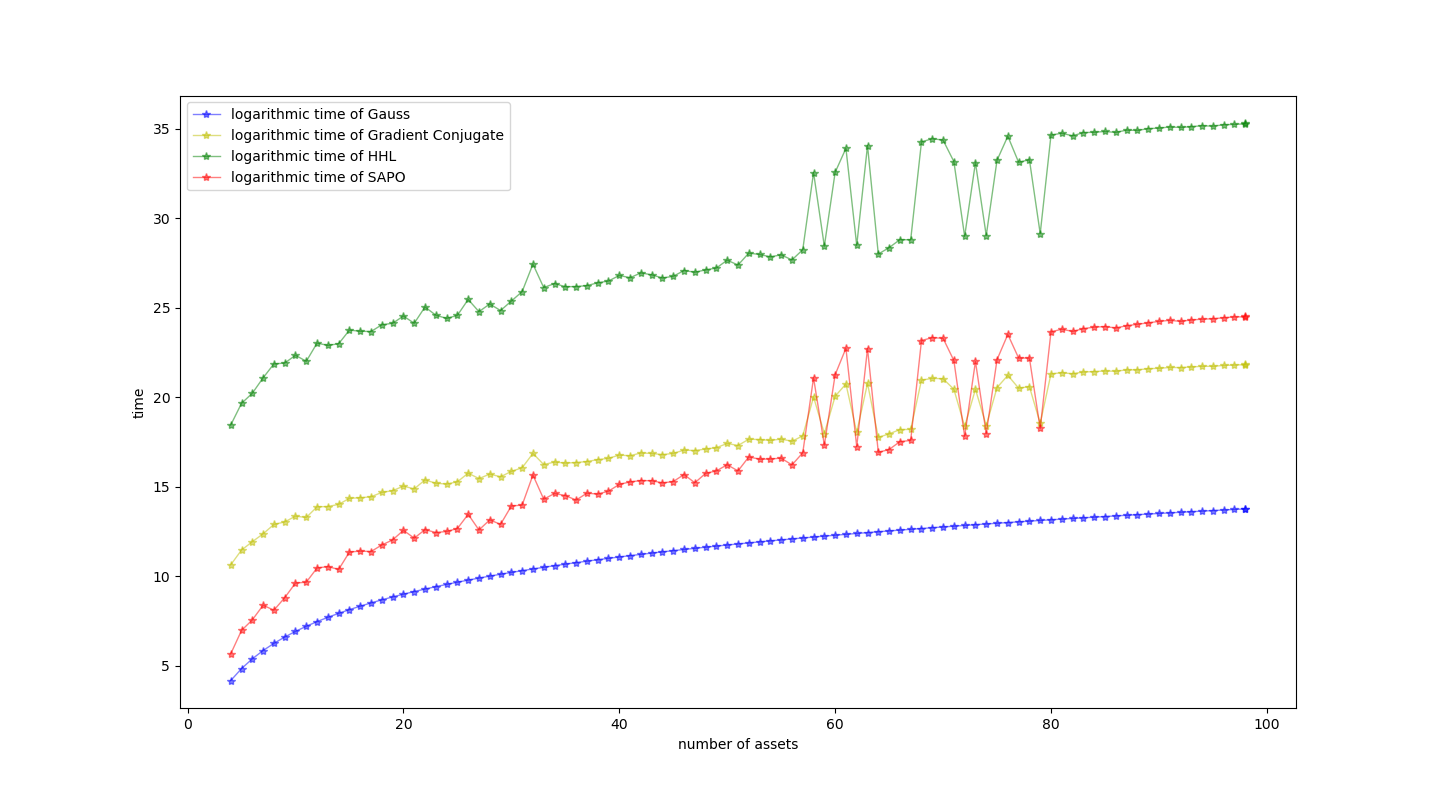 logarithmic time of Gauss
logarithmic time of Gradient Conjugate
logarithmic time of HHL
logarithmic time of SAPO
35
30
25
20
15
10
5
time
0 20 40 60 80 100
number of assets